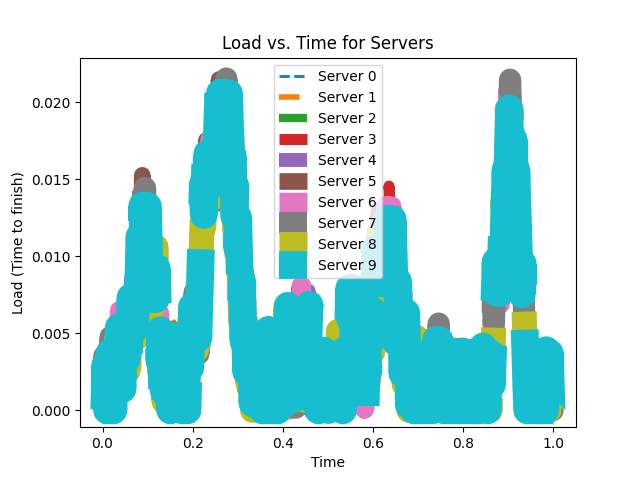 Load vs. Time for Servers
Load (Time to finish)
0.020
0.015
0.010
0.005
0.000
Server 0
Server 1
Server 2
Server 3
Server 4
Server 5
Server 6
Server 7
Server 8
Server 9
0.0 0.2 0.4 0.6 0.8 1.0
Time